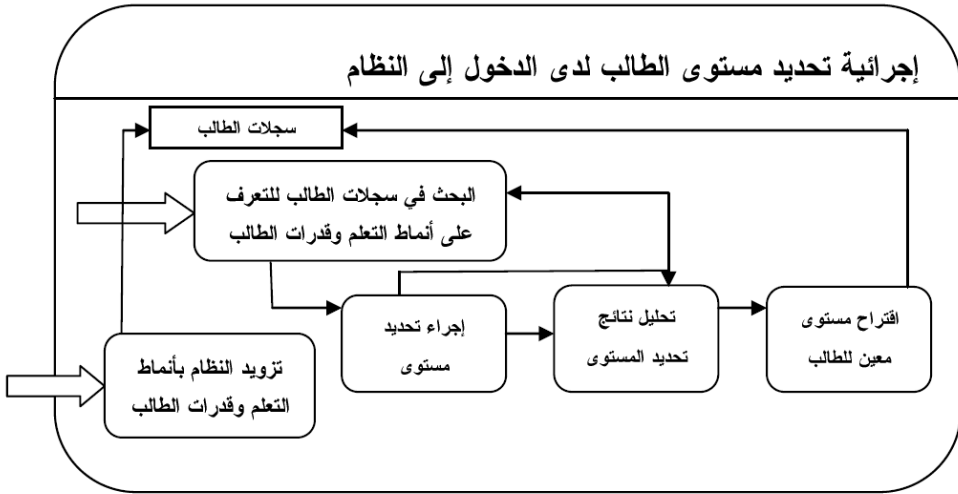 إجرائية تحديد مستوى الطالب لدى الدخول إلى النظام
سجلات الطالب
البحث في سجلات الطالب للتعرف
على أنماط التعلم وقدرات الطالب
إجراء تحديد
مستوى
تحليل نتائج
تحديد المستوى
اقتراح مستوى
معين للطالب
تزويد النظام بأنماط
التعلم وقدرات الطالب